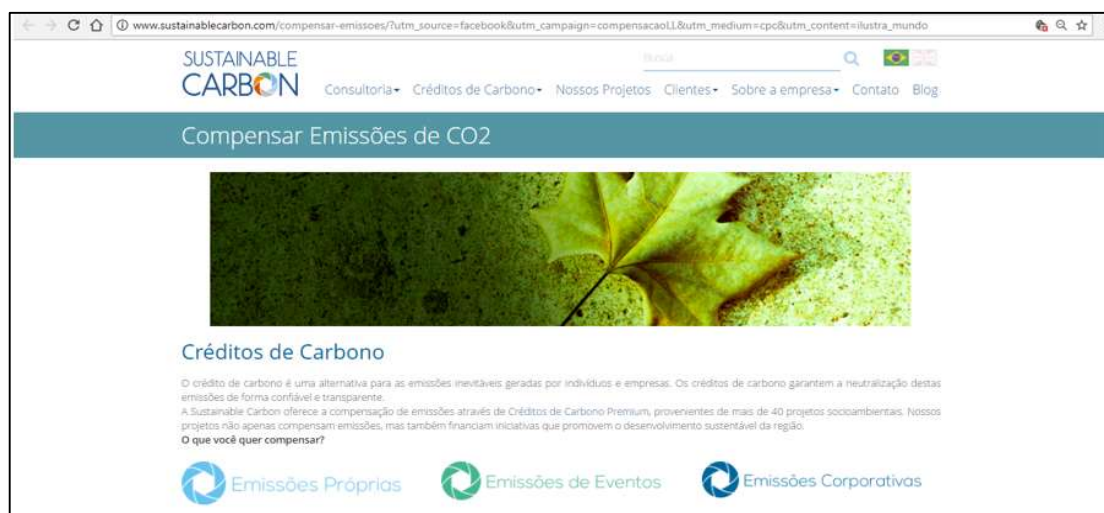 www.sustainablecarbon.com/compensar-emissoes/?utm_source=facebook&utm_campaign=compensacaoLL&utm_medium=cpc&utm_content=ilustra_mundo
SUSTAINABLE
CARBON
Busca
Consultoria Créditos de Carbono Nossos Projetos Clientes Sobre a empresa Contato Blog
Compensar Emissões de CO2
Créditos de Carbono
O crédito de carbono é uma alternativa para as emissões inevitáveis geradas por indivíduos e empresas. Os créditos de carbono garantem a neutralização destas
emissões de forma confiável e transparente.
A Sustainable Carbon oferece a compensação de emissões através de Créditos de Carbono Premium, provenientes de mais de 40 projetos socioambientais. Nossos
projetos não apenas compensam emissões, mas também financiam iniciativas que promovem o desenvolvimento sustentável da região.
O que você quer compensar?
Emissões Próprias Emissões de Eventos Emissões Corporativas